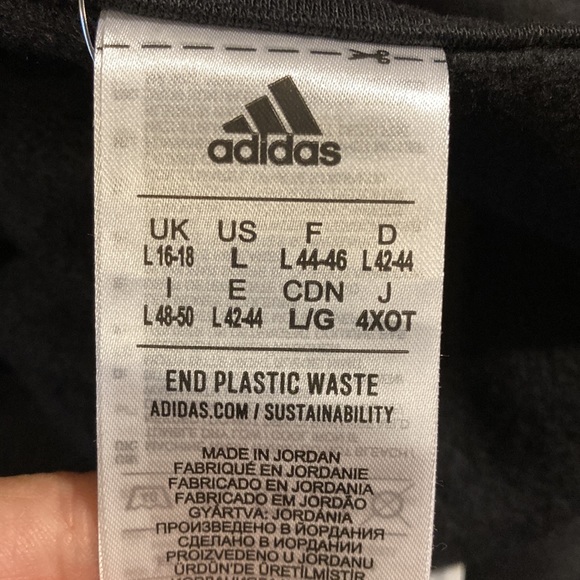 adidas
UK US F D
L 16-18 L L 44-46 L 42-44
I E CDN J
L 48-50 L 42-44 L/G 4XOT
END PLASTIC WASTE
ADIDAS.COM / SUSTAINABILITY
MADE IN JORDAN
FABRIQUÉ EN JORDANIE
FABRICADO EN JORDANIA
FABRICADO EM JORDÃO
GYÁRTVA: JORDÁNIA
ПРОИЗВЕДЕНО В ЙОРДАНИЯ
СДЕЛАНО В ИОРДАНИИ
PROIZVEDENO U JORDANU
ÜRDÜN'DE ÜRETİLMİŞTİR